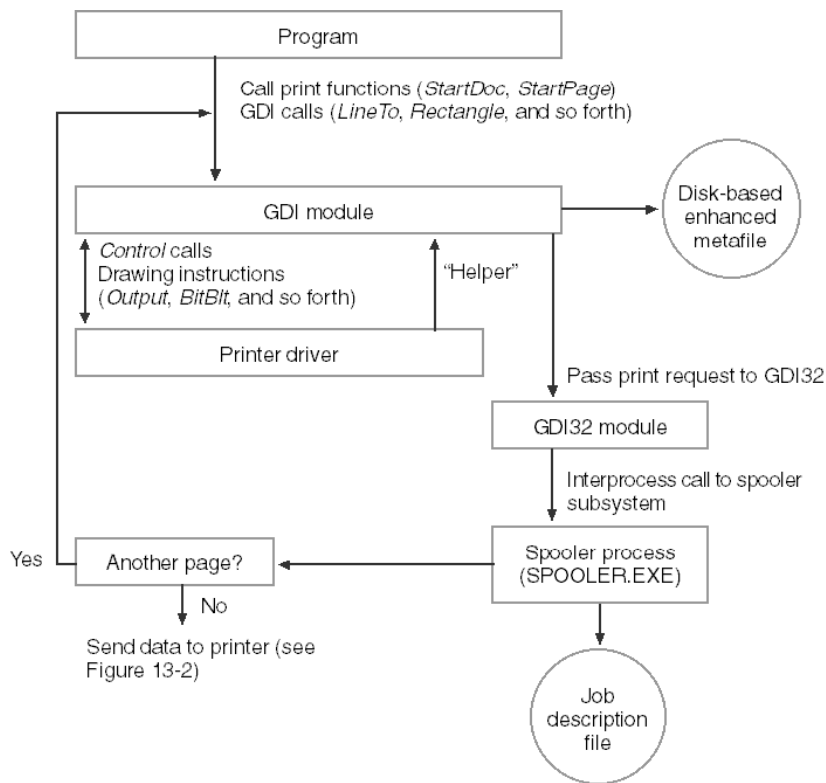 Program
Call print functions (StartDoc, StartPage)
GDI calls (LineTo, Rectangle, and so forth)
GDI module
Disk-based
enhanced
metafile
Control calls
Drawing instructions
(Output, BitBlt, and so forth)
“Helper”
Printer driver
Pass print request to GDI32
GDI32 module
Interprocess call to spooler
subsystem
Yes
Another page?
Spooler process
(SPOOLER.EXE)
No
Send data to printer (see
Figure 13-2)
Job
description
file